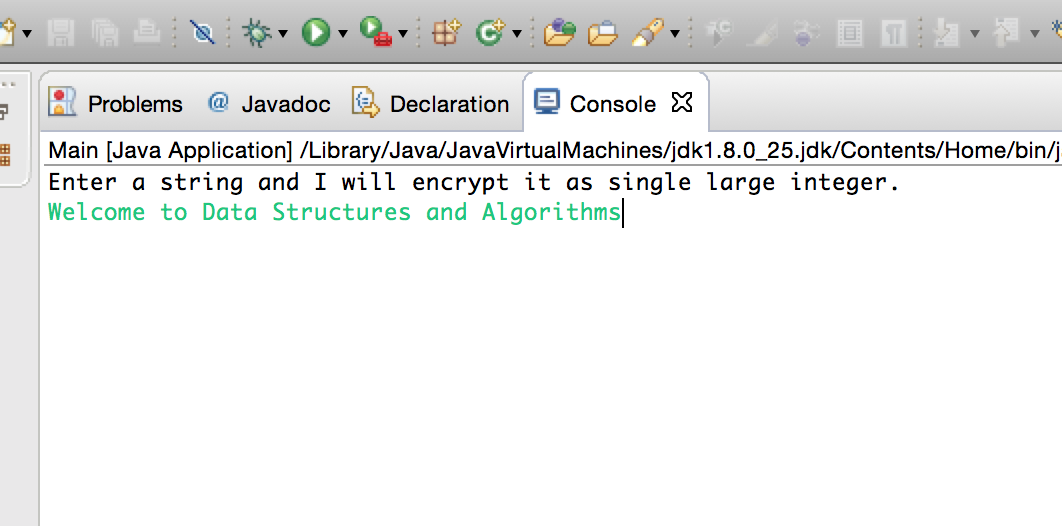 Problems @ Javadoc Declaration Console
Main [Java Application] /Library/Java/JavaVirtualMachines/jdk1.8.0_25.jdk/Contents/Home/bin/j
Enter a string and I will encrypt it as single large integer.
Welcome to Data Structures and Algorithms